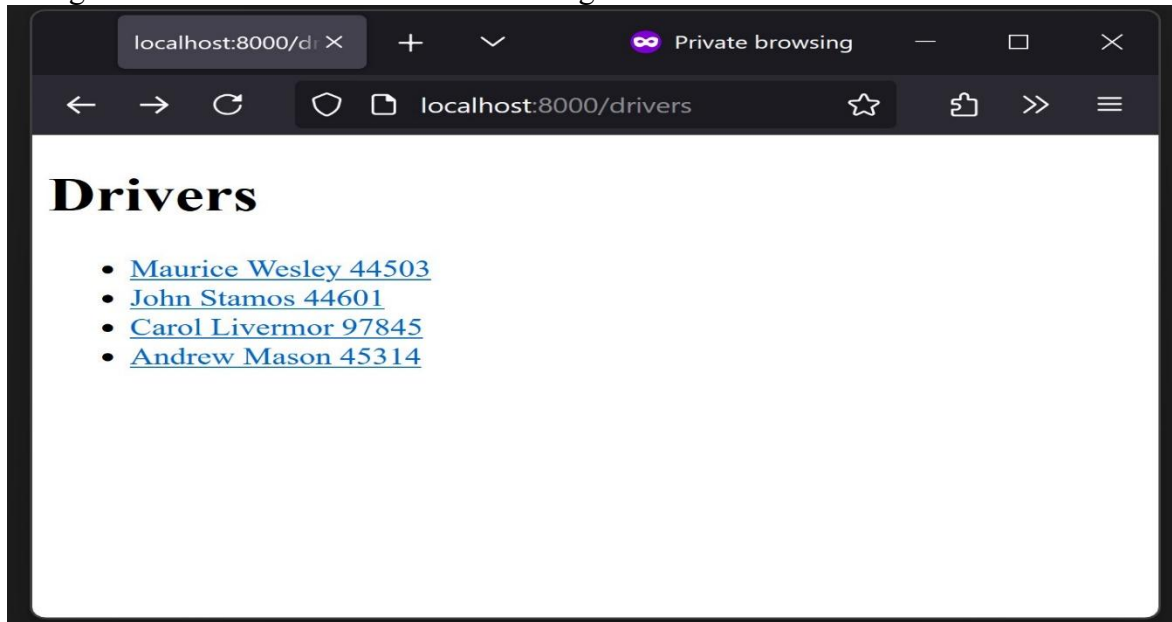 localhost:8000/dr
Private browsing
localhost:8000/drivers
Drivers
• Maurice Wesley 44503
• John Stamos 44601
• Carol Livermor 97845
• Andrew Mason 45314